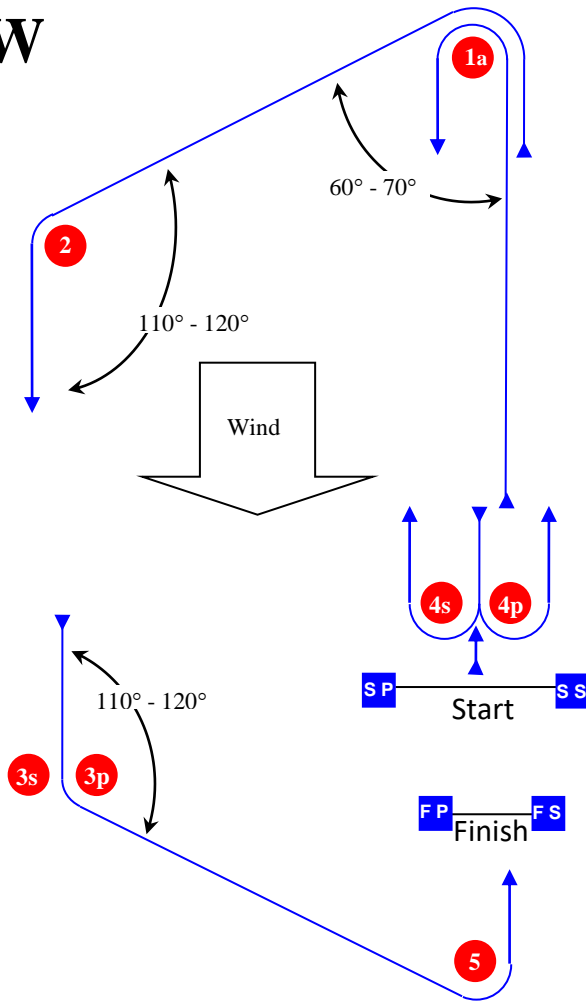 W
1a
60° - 70°
2
110° - 120°
Wind
4s 4p
S P S S
Start
110° - 120°
3s 3p
F P F S
Finish
5